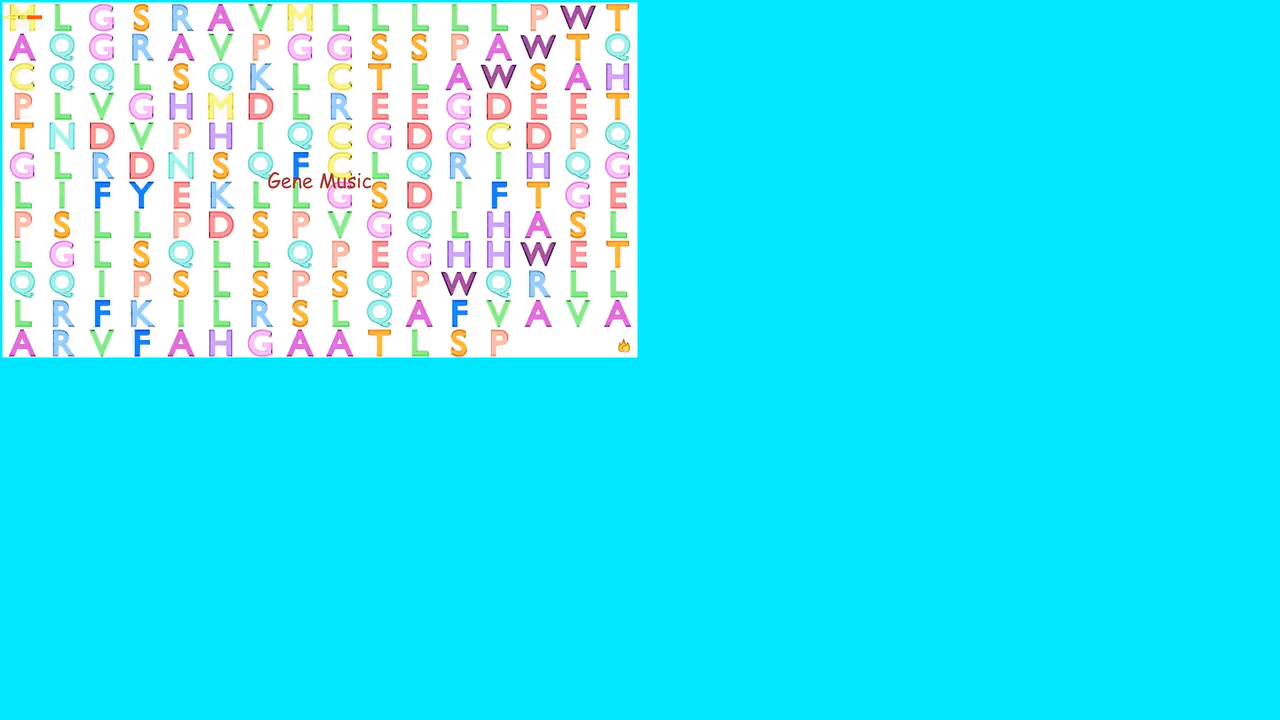 M L G S R A V M L L L L L P W T
A Q G R A V P G G S S P A W T Q
C Q Q L S Q K L C T L A W S A H
P L V G H M D L R E E G D E E T
T N D V P H I Q C G D G C D P Q
G L R D N S Q F C L Q R I H Q G
Gene Music
L I F Y E K L L G S D I F T G E
P S L L P D S P V G Q L H A S L
L G L S Q L L Q P E G H H W E T
Q Q I P S L S P S Q P W Q R L L
L R F K I L R S L Q A F V A V A
A R V F A H G A A T L S P